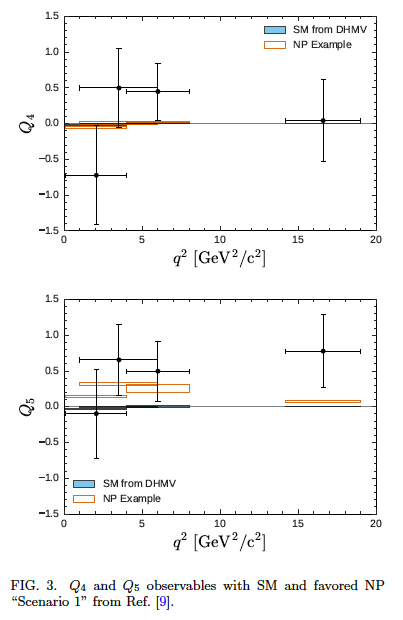 1.5
SM from DHMV
NP Example
1.0
0.5
Q₄
0.0
−0.5
−1.0
−1.5
0 5 10 15 20
q² [GeV²/c²]
1.5
1.0
0.5
Q₅
0.0
−0.5
−1.0
SM from DHMV
NP Example
−1.5
0 5 10 15 20
q² [GeV²/c²]
FIG. 3. Q₄ and Q₅ observables with SM and favored NP
“Scenario 1” from Ref. [9].